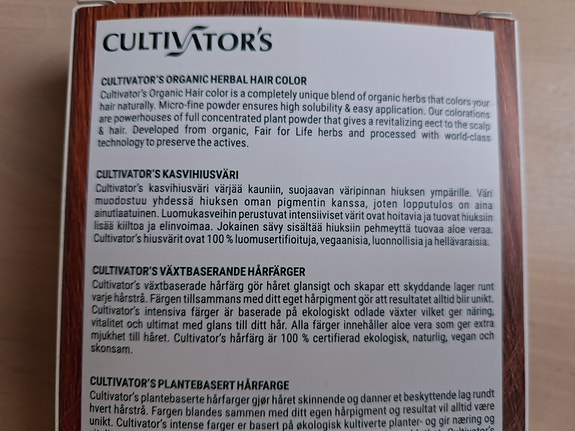 CULTIVATOR'S
CULTIVATOR'S ORGANIC HERBAL HAIR COLOR
Cultivator's Organic Hair color is a completely unique blend of organic herbs that colors your
hair naturally. Micro-fine powder ensures high solubility & easy application. Our colorations
are powerhouses of full concentrated plant powder that gives a revitalizing eect to the scalp
& hair. Developed from organic, Fair for Life herbs and processed with world-class
technology to preserve the actives.
CULTIVATOR'S KASVIHIUSVÄRI
Cultivator's kasvihiusväri värjää kauniin, suojaavan väripinnan hiuksen ympärille. Väri
muodostuu yhdessä hiuksen oman pigmentin kanssa, joten lopputulos on aina
ainutlaatuinen. Luomukasveihin perustuvat intensiiviset värit ovat hoitavia ja tuovat hiuksiin
lisää kiiltoa ja elinvoimaa. Jokainen sävy sisältää hiuksiin pehmeyttä tuovaa aloe veraa.
Cultivator's hiusvärit ovat 100 % luomusertifioituja, vegaanisia, luonnollisia ja hellävaraisia.
CULTIVATOR'S VÄXTBASERANDE HÅRFÄRGER
Cultivator's växtbaserade hårfärg gör håret glansigt och skapar ett skyddande lager runt
varje hårstrå. Färgen tillsammans med ditt eget hårpigment gör att resultatet alltid blir unikt.
Cultivator's intensiva färger är baserade på ekologiskt odlade växter vilket ger näring,
vitalitet och ultimat med glans till ditt hår. Alla färger innehåller aloe vera som ger extra
mjukhet till håret. Cultivator's hårfärg är 100 % certifierad ekologisk, naturlig, vegan och
skonsam.
CULTIVATOR'S PLANTEBASERT HÅRFARGE
Cultivator's plantebaserte hårfarger gjør håret skinnende og danner et beskyttende lag rundt
hvert hårstrå. Fargen blandes sammen med ditt egen hårpigment og resultat vil alltid være
unikt. Cultivator's intense farger er basert på økologisk kultiverte planter- og gir næring og